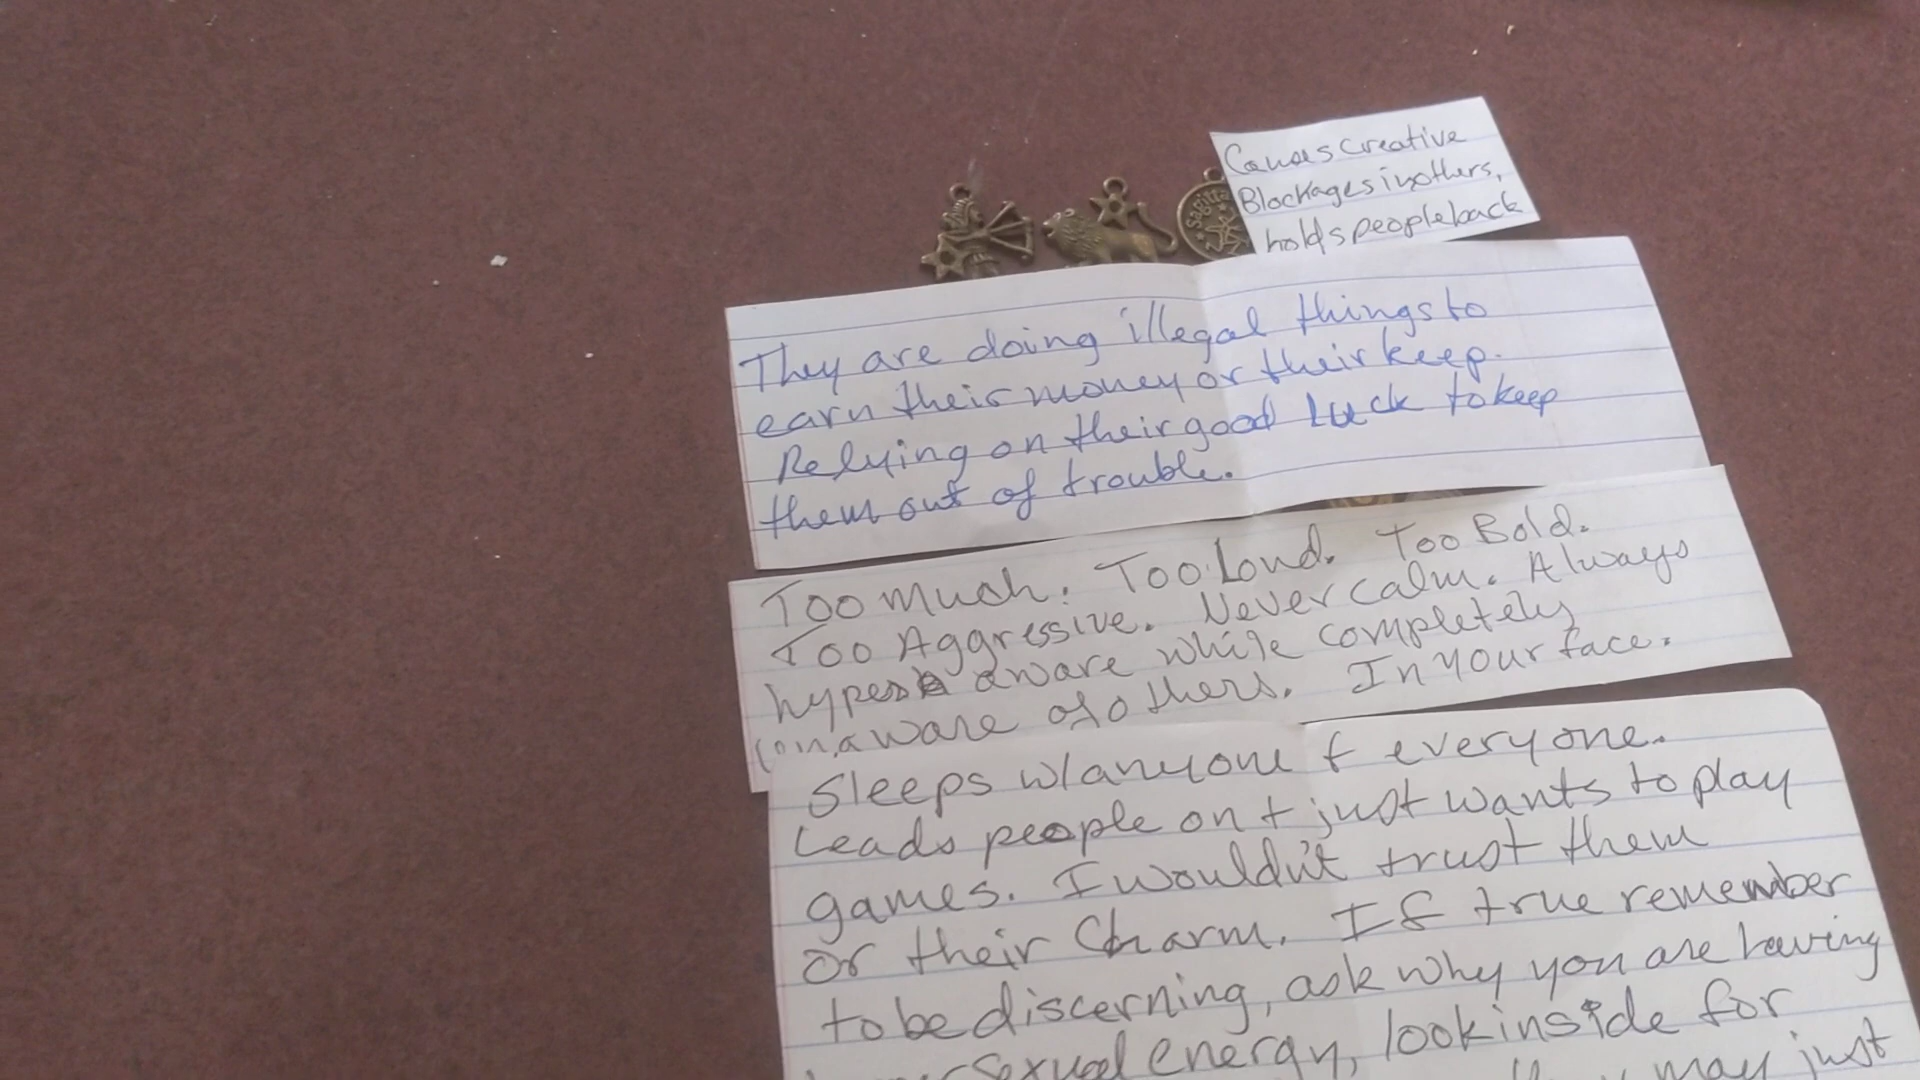 Causes Creative
Blockages in others,
holds people back
Sagitta
They are doing illegal things to
earn their money or their keep.
Relying on their good Luck to keep
them out of trouble.
Too Much. Too Loud. Too Bold.
Too Aggressive. Never calm. Always
hyper aware while completely
unaware of others. In your face.
Sleeps w/anyone & everyone.
Leads people on + just wants to play
games. I wouldn't trust them
or their Charm. If true remember
to be discerning, ask why you are having
sexual energy, look inside for
may just